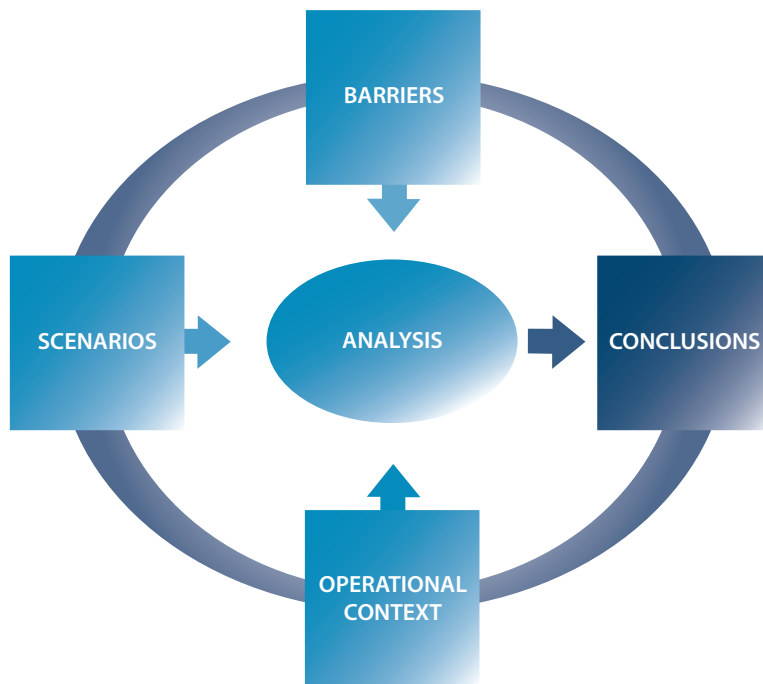 BARRIERS
SCENARIOS
ANALYSIS
CONCLUSIONS
OPERATIONAL
CONTEXT